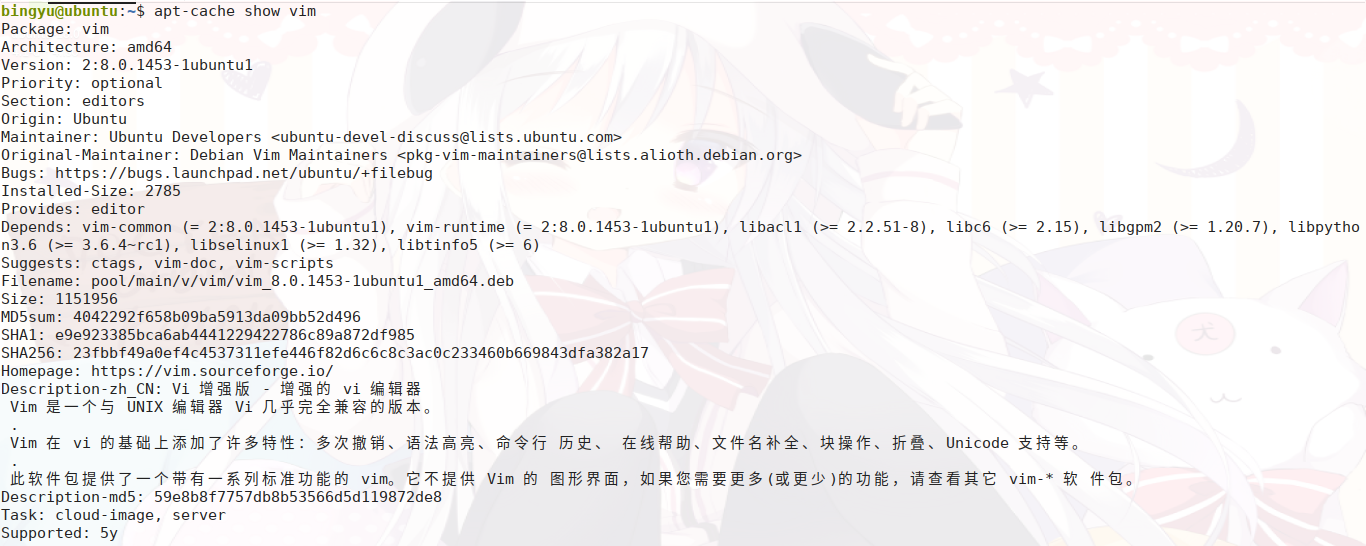 bingyu@ubuntu:~$ apt-cache show vim
Package: vim
Architecture: amd64
Version: 2:8.0.1453-1ubuntu1
Priority: optional
Section: editors
Origin: Ubuntu
Maintainer: Ubuntu Developers <ubuntu-devel-discuss@lists.ubuntu.com>
Original-Maintainer: Debian Vim Maintainers <pkg-vim-maintainers@lists.alioth.debian.org>
Bugs: https://bugs.launchpad.net/ubuntu/+filebug
Installed-Size: 2785
Provides: editor
Depends: vim-common (= 2:8.0.1453-1ubuntu1), vim-runtime (= 2:8.0.1453-1ubuntu1), libacl1 (>= 2.2.51-8), libc6 (>= 2.15), libgpm2 (>= 1.20.7), libpytho
n3.6 (>= 3.6.4~rc1), libselinux1 (>= 1.32), libtinfo5 (>= 6)
Suggests: ctags, vim-doc, vim-scripts
Filename: pool/main/v/vim/vim_8.0.1453-1ubuntu1_amd64.deb
Size: 1151956
MD5sum: 4042292f658b09ba5913da09bb52d496
SHA1: e9e923385bca6ab4441229422786c89a872df985
SHA256: 23fbbf49a0ef4c4537311efe446f82d6c6c8c3ac0c233460b669843dfa382a17
Homepage: https://vim.sourceforge.io/
Description-zh_CN: Vi 增强版 - 增强的 vi 编辑器
 Vim 是一个与 UNIX 编辑器 Vi 几乎完全兼容的版本。
 .
 Vim 在 vi 的基础上添加了许多特性：多次撤销、语法高亮、命令行 历史、 在线帮助、文件名补全、块操作、折叠、Unicode 支持等。
 .
 此软件包提供了一个带有一系列标准功能的 vim。它不提供 Vim 的 图形界面，如果您需要更多(或更少)的功能，请查看其它 vim-* 软 件包。
Description-md5: 59e8b8f7757db8b53566d5d119872de8
Task: cloud-image, server
Supported: 5y
犬